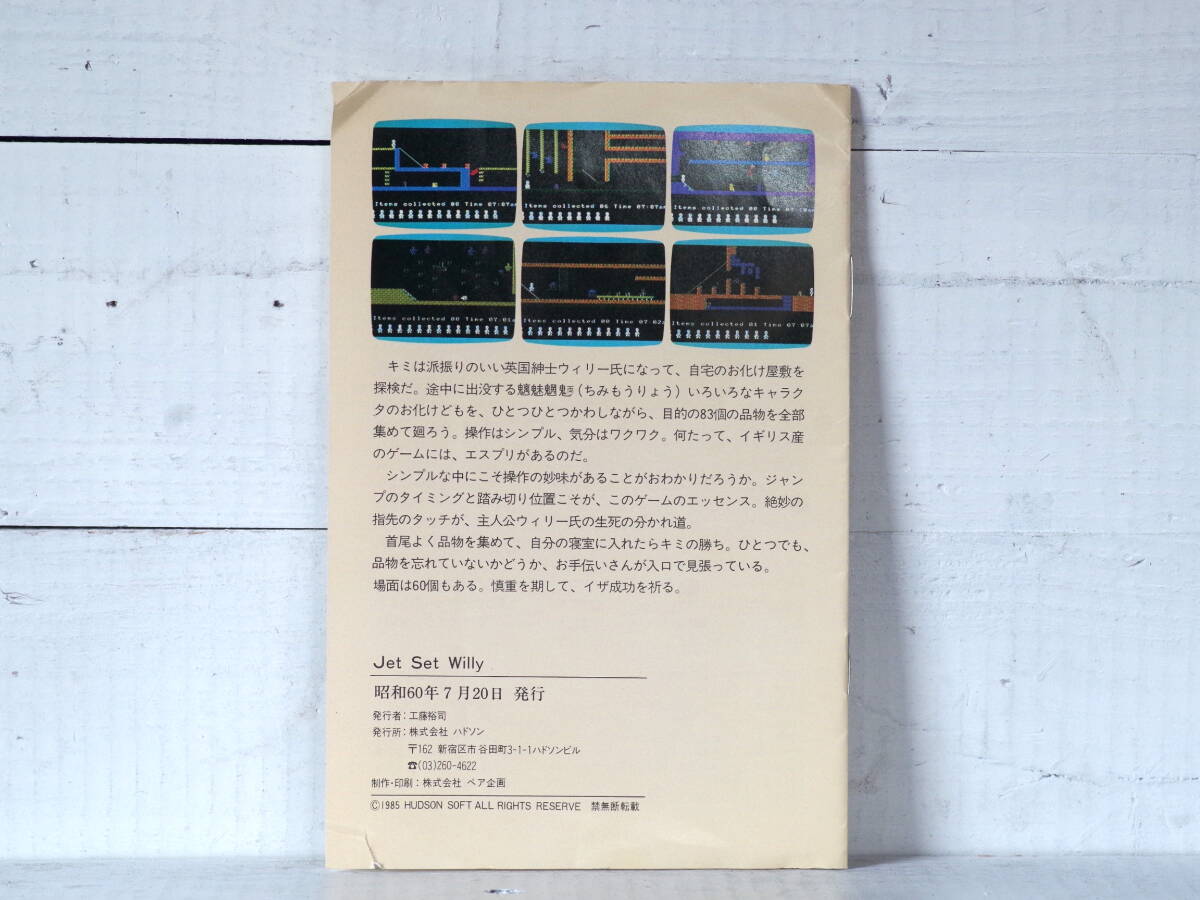 Items collected 00 Time 07:07am
Items collected 06 Time 07:07a
Items collected 00 Time 07:
Items collected 00 Time 07:01a
Items collected 00 Time 07:02a
Items collected 01 Time 07:07a
キミは派振りのいい英国紳士ウィリー氏になって、自宅のお化け屋敷を
探検だ。途中に出没する魑魅魍魎(ちみもうりょう)いろいろなキャラク
タのお化けどもを、ひとつひとつかわしながら、目的の83個の品物を全部
集めて廻ろう。操作はシンプル、気分はワクワク。何たって、イギリス産
のゲームには、エスプリがあるのだ。
シンプルな中にこそ操作の妙味があることがおわかりだろうか。ジャン
プのタイミングと踏み切り位置こそが、このゲームのエッセンス。絶妙の
指先のタッチが、主人公ウィリー氏の生死の分かれ道。
首尾よく品物を集めて、自分の寝室に入れたらキミの勝ち。ひとつでも、
品物を忘れていないかどうか、お手伝いさんが入口で見張っている。
場面は60個もある。慎重を期して、イザ成功を祈る。
Jet Set Willy
昭和60年7月20日 発行
発行者:工藤裕司
発行所:株式会社 ハドソン
〒162 新宿区市谷田町3-1-1ハドソンビル
☎(03)260-4622
制作・印刷:株式会社 ペア企画
©1985 HUDSON SOFT ALL RIGHTS RESERVE 禁無断転載